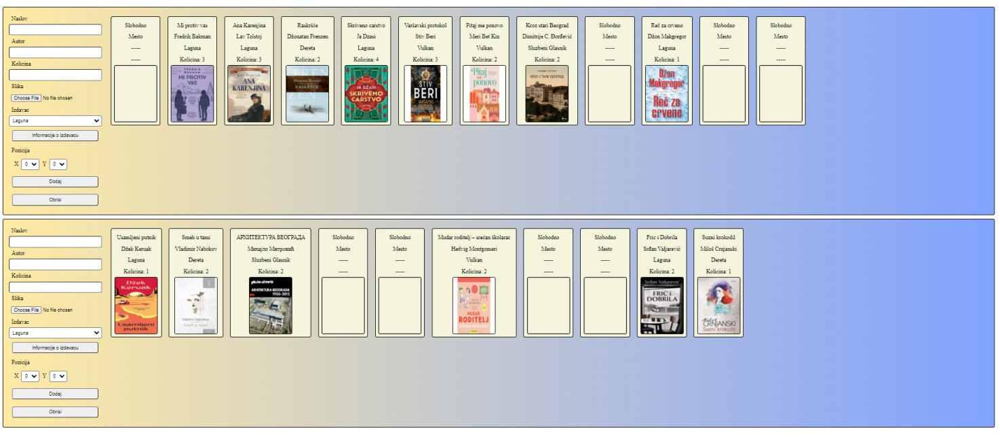 Naslov
Autor
Kolicina
Slika
Choose File No file chosen
Izdavac
Laguna
Informacije o izdavacu
Pozicija
X 0 Y 0
Dodaj
Obrisi
Slobodno
Mesto
-----
-----
Mi protiv vas
Fredrik Bakman
Laguna
Kolicina: 3
FREDRIK
BAKMAN
MI PROTIV
VAS
Ana Karenjina
Lav Tolstoj
Laguna
Kolicina: 3
LAV TOLSTOJ
ANA
KARENJINA
Raskršće
Džonatan Frenzen
Dereta
Kolicina: 2
FREN
Džonatan Frenzen
RASKRŠĆE
ZEN
Skriveno carstvo
Ja Dzasi
Laguna
Kolicina: 4
JA DŽASI
SKRIVENO
CARSTVO
Varšavski protokol
Stiv Beri
Vulkan
Kolicina: 3
STIV
BERI
VARŠAVSKI
Pitaj me ponovo
Meri Bet Kin
Vulkan
Kolicina: 2
Pitaj
me
ponovo
Kroz stari Beograd
Dimitrije C. Đorđević
Sluzbeni Glasnik
Kolicina: 2
КРОЗ СТАРИ БЕОГРАД
Slobodno
Mesto
-----
-----
Reč za crveno
Džon Makgregor
Laguna
Kolicina: 1
Džon
Makgregor
Reč za
crveno
Slobodno
Mesto
-----
-----
Slobodno
Mesto
-----
-----
Naslov
Autor
Kolicina
Slika
Choose File No file chosen
Izdavac
Laguna
Informacije o izdavacu
Pozicija
X 0 Y 0
Dodaj
Obrisi
Usamljeni putnik
Džek Keruak
Laguna
Kolicina: 1
Džek
Keruak
Usamljeni
putnik
Smeh u tami
Vladimir Nabokov
Dereta
Kolicina: 2
Vladimir Nabokov
Smeh u tami
АРХИТЕКТУРА БЕОГРАДА
Михајло Митровић
Sluzbeni Glasnik
Kolicina: 2
ARHITEKTURA BEOGRADA
1950-2012
Slobodno
Mesto
-----
-----
Slobodno
Mesto
-----
-----
Mudar roditelj – srećan školarac
Hedvig Montgomeri
Vulkan
Kolicina: 2
MUDAR
RODITELJ
Slobodno
Mesto
-----
-----
Slobodno
Mesto
-----
-----
Fric i Dobrila
Srđan Valjarević
Laguna
Kolicina: 2
Srđan Valjarević
FRIC i
DOBRILA
Suzni krokodil
Miloš Crnjanski
Dereta
Kolicina: 1
Miloš
CRNJANSKI
Suzni krokodil